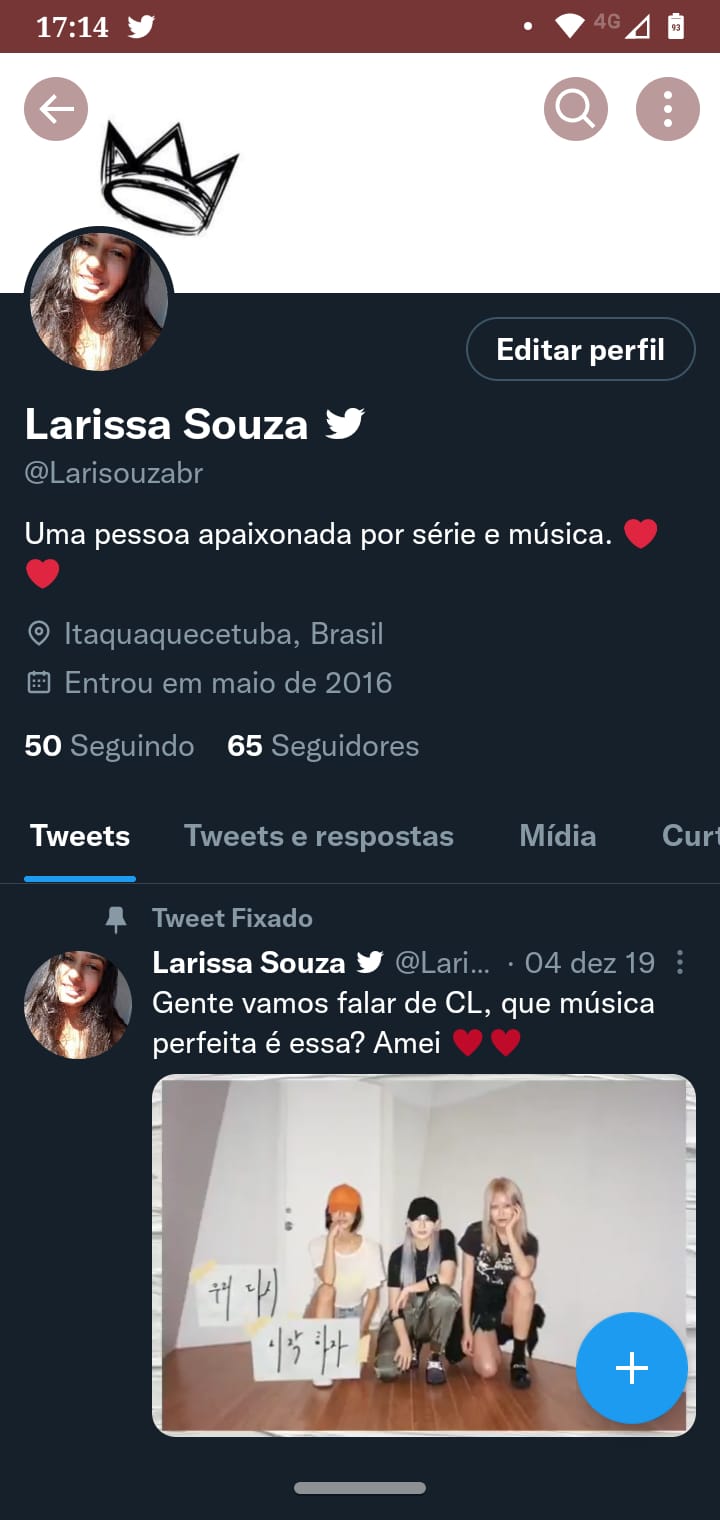 17:14
4G
93
Editar perfil
Larissa Souza
@Larisouzabr
Uma pessoa apaixonada por série e música. ❤️
❤️
Itaquaquecetuba, Brasil
Entrou em maio de 2016
50 Seguindo 65 Seguidores
Tweets Tweets e respostas Mídia Curt
Tweet Fixado
Larissa Souza @Lari... · 04 dez 19
Gente vamos falar de CL, que música
perfeita é essa? Amei ♥️♥️
우리 다시
시작 하자